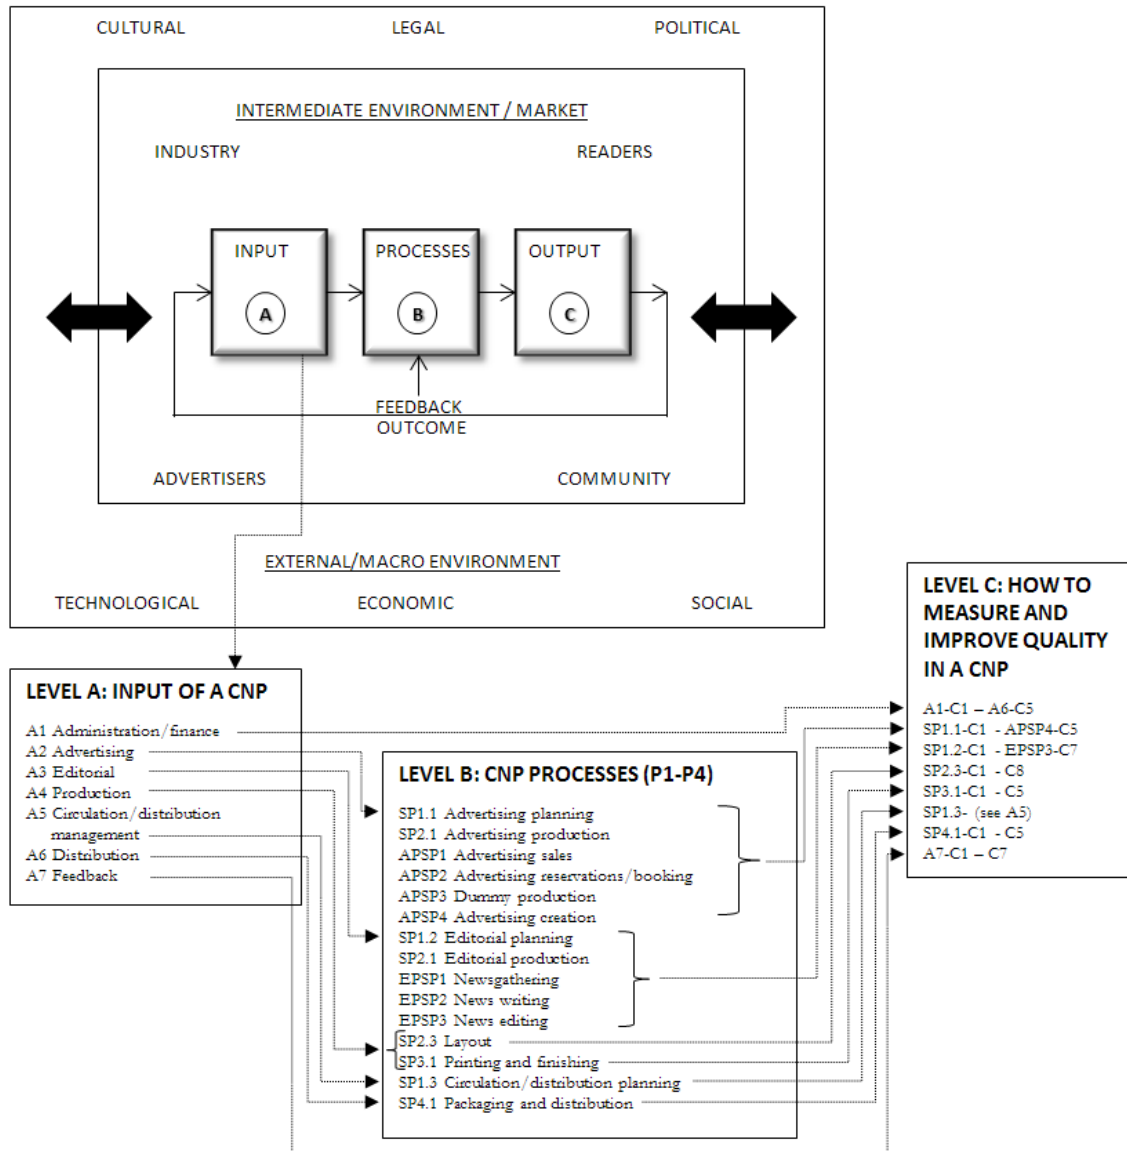 CULTURAL LEGAL POLITICAL
INTERMEDIATE ENVIRONMENT / MARKET
INDUSTRY READERS
INPUT PROCESSES OUTPUT
A B C
FEEDBACK
OUTCOME
ADVERTISERS COMMUNITY
EXTERNAL/MACRO ENVIRONMENT
TECHNOLOGICAL ECONOMIC SOCIAL
LEVEL A: INPUT OF A CNP
A1 Administration/finance
A2 Advertising
A3 Editorial
A4 Production
A5 Circulation/distribution
management
A6 Distribution
A7 Feedback
LEVEL B: CNP PROCESSES (P1-P4)
SP1.1 Advertising planning
SP2.1 Advertising production
APSP1 Advertising sales
APSP2 Advertising reservations/booking
APSP3 Dummy production
APSP4 Advertising creation
SP1.2 Editorial planning
SP2.1 Editorial production
EPSP1 Newsgathering
EPSP2 News writing
EPSP3 News editing
SP2.3 Layout
SP3.1 Printing and finishing
SP1.3 Circulation/distribution planning
SP4.1 Packaging and distribution
LEVEL C: HOW TO
MEASURE AND
IMPROVE QUALITY
IN A CNP
A1-C1 – A6-C5
SP1.1-C1 - APSP4-C5
SP1.2-C1 - EPSP3-C7
SP2.3-C1 - C8
SP3.1-C1 - C5
SP1.3- (see A5)
SP4.1-C1 - C5
A7-C1 – C7